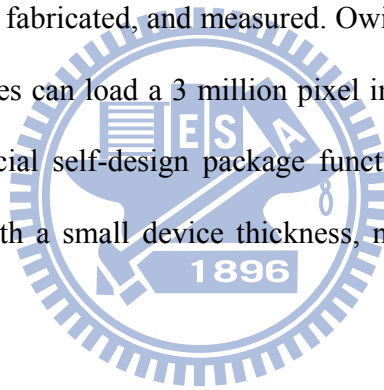 fabricated, and measured. Owi
es can load a 3 million pixel in
E S A
cial self-design package funct
8
th a small device thickness, n
1896